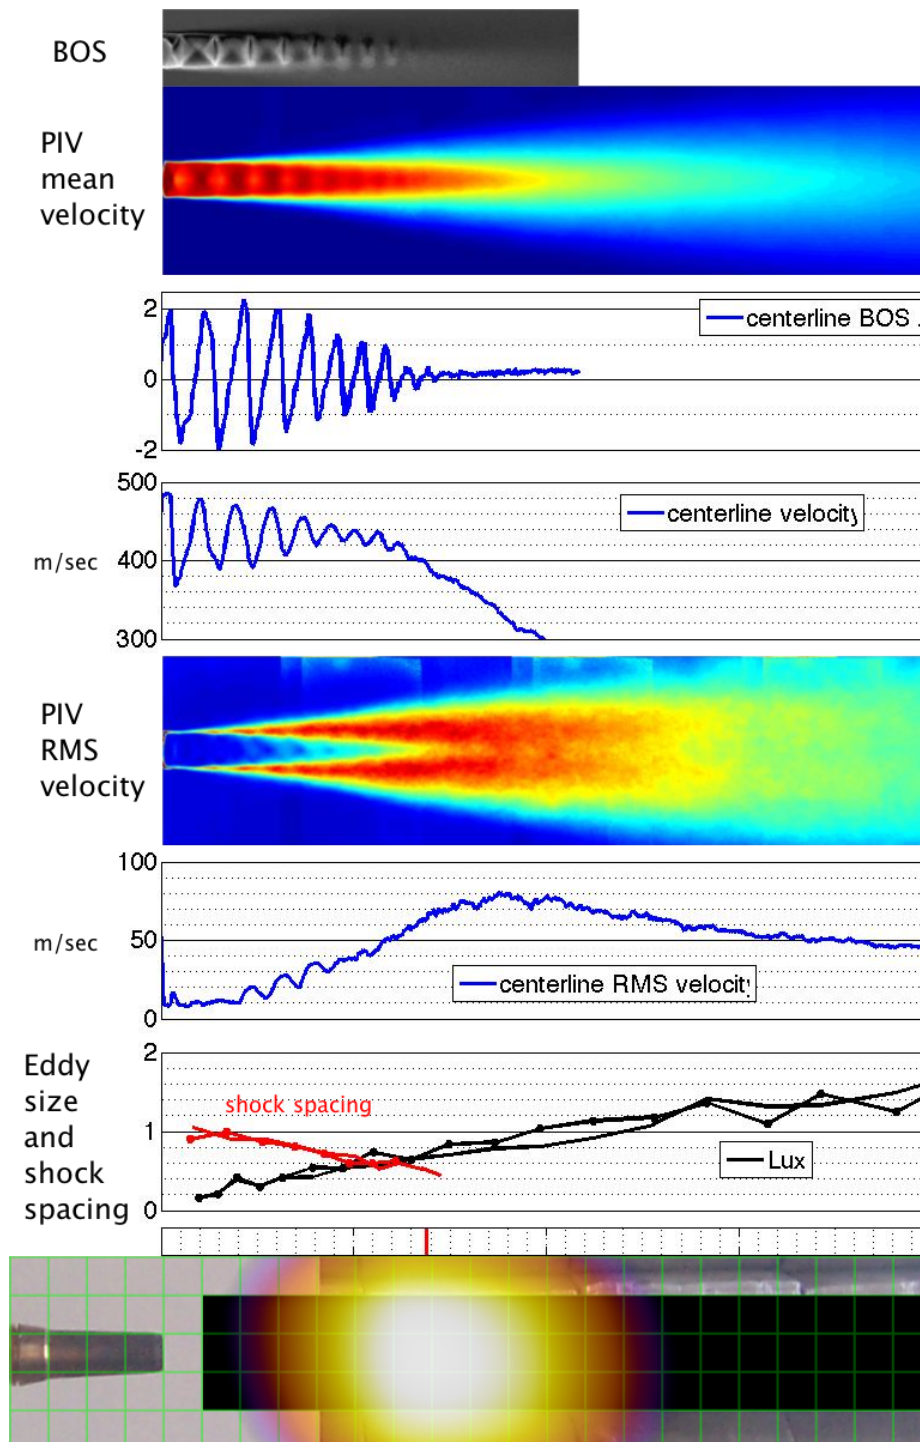 BOS
PIV
mean
velocity
2
centerline BOS
0
-2
500
centerline velocity
m/sec
400
300
PIV
RMS
velocity
100
m/sec
50
centerline RMS velocity
0
Eddy
size
and
shock
spacing
2
shock spacing
1
Lux
0